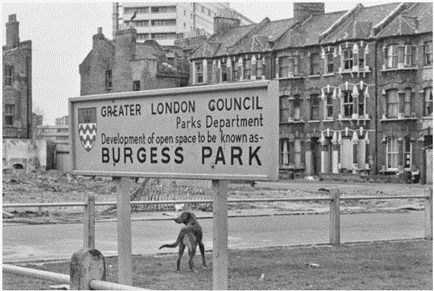 GREATER LONDON COUNCIL
Parks Department
Development of open space to be known as-
BURGESS PARK